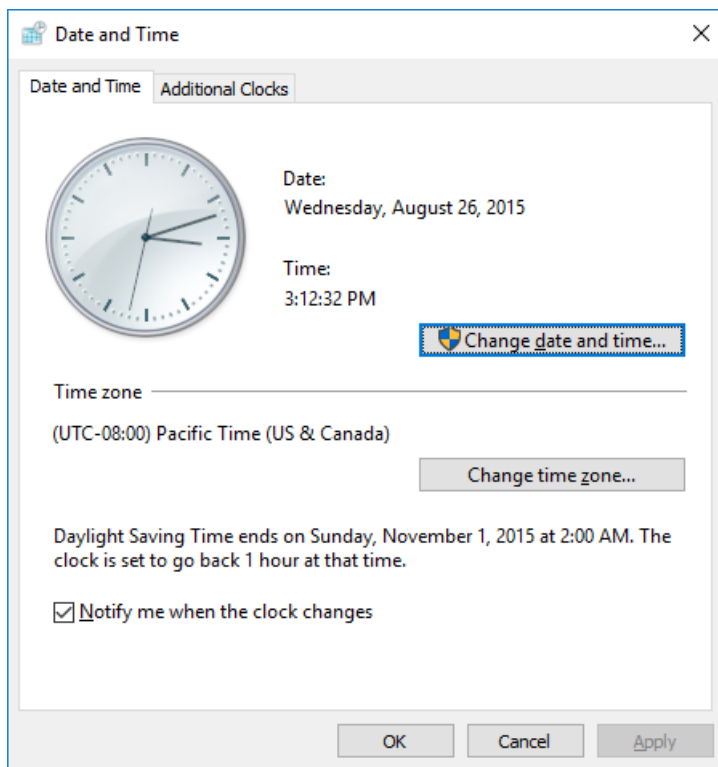 Date and Time
Date and Time
Additional Clocks
Date:
Wednesday, August 26, 2015
Time:
3:12:32 PM
Change date and time...
Time zone
(UTC-08:00) Pacific Time (US & Canada)
Change time zone...
Daylight Saving Time ends on Sunday, November 1, 2015 at 2:00 AM. The
clock is set to go back 1 hour at that time.
Notify me when the clock changes
OK
Cancel
Apply